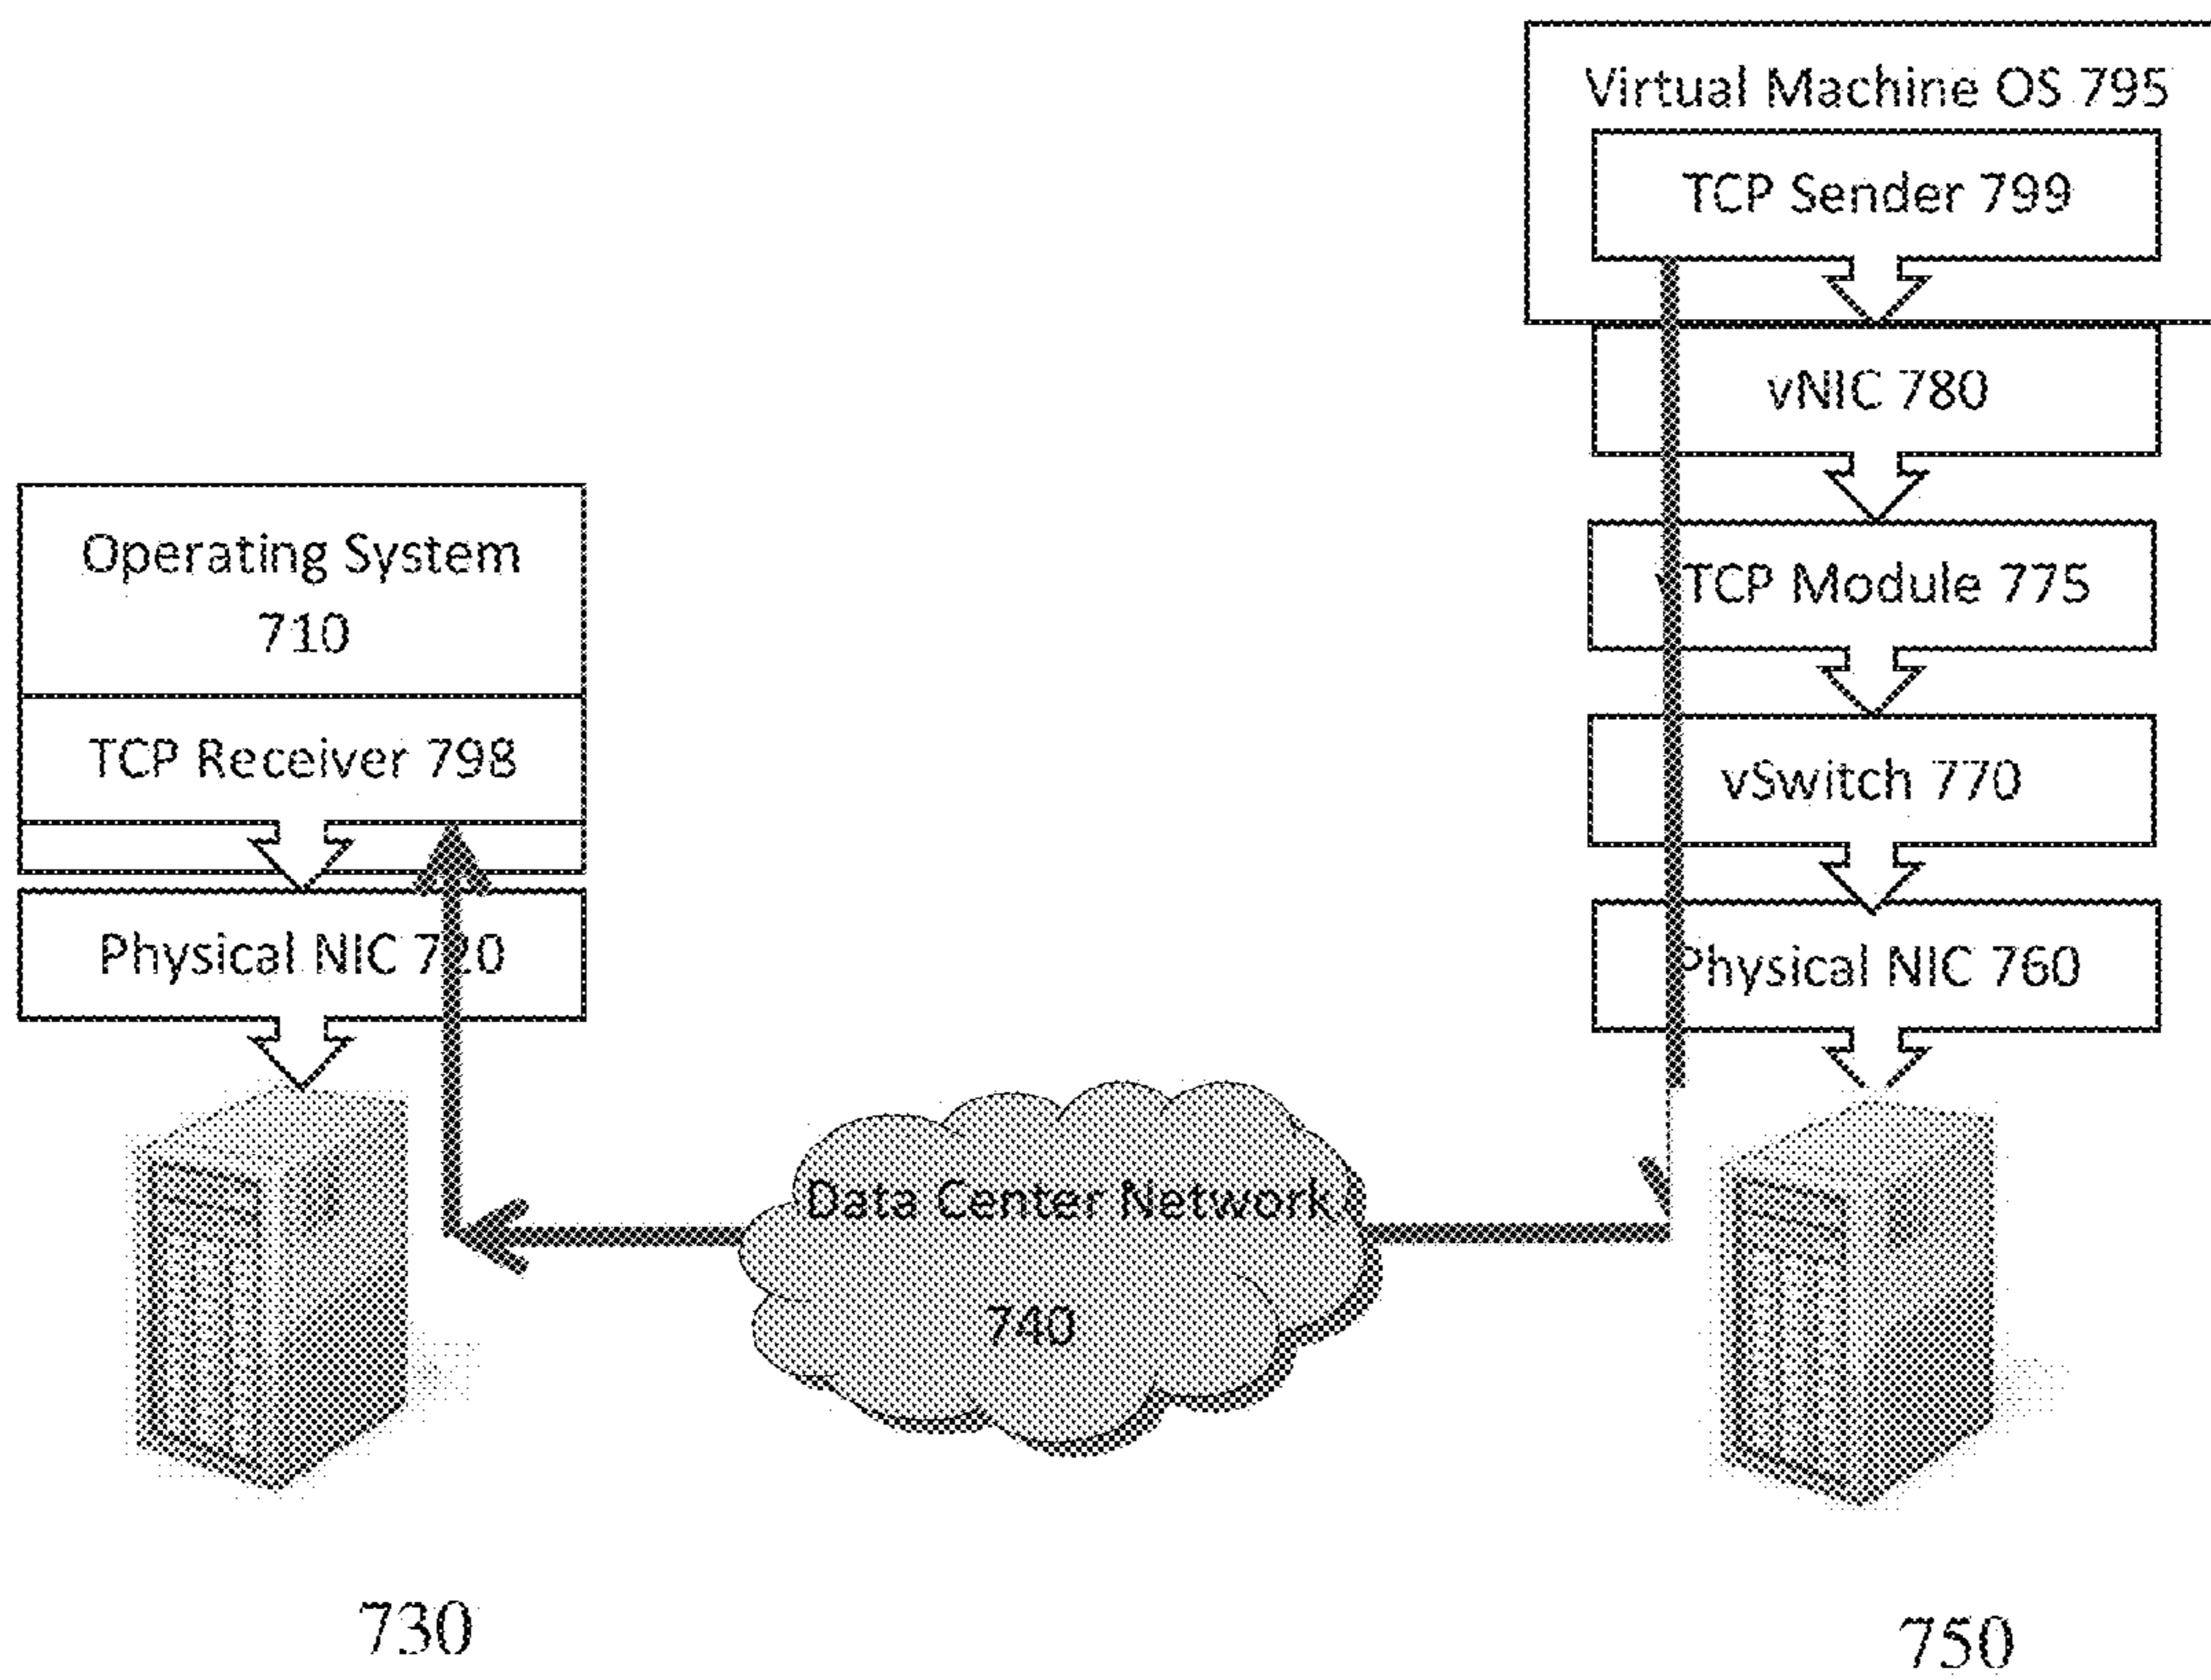 Virtual Machine OS 795
TCP Sender 799
vNIC 780
TCP Module 775
vSwitch 770
Physical NIC 760
Operating System
710
TCP Receiver 798
Physical NIC 720
Data Center Network
740
730
750